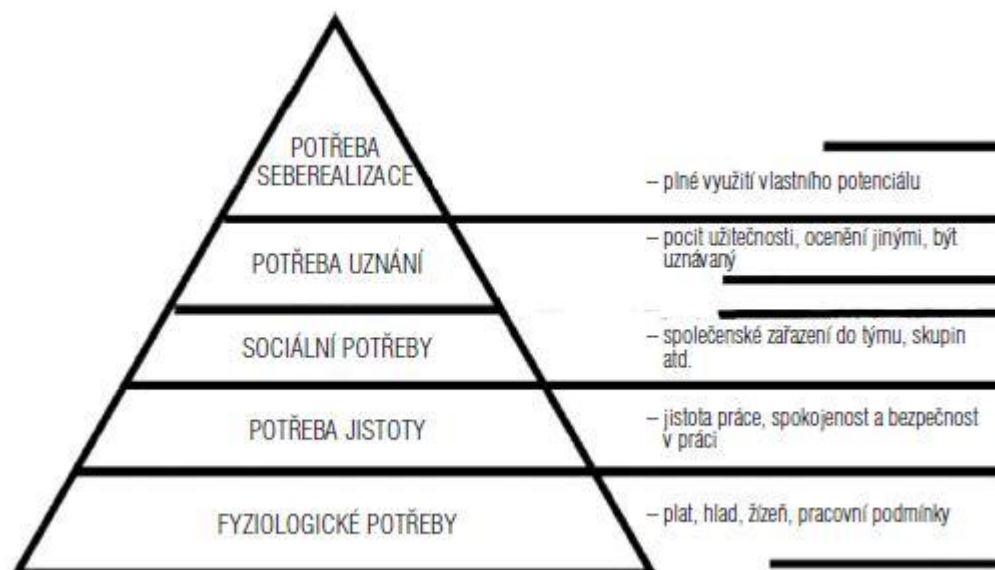 POTŘEBA
SEBEREALIZACE
– plné využití vlastního potenciálu
POTŘEBA UZNÁNÍ
– pocit užitečnosti, ocenění jinými, být
uznávaný
SOCIÁLNÍ POTŘEBY
– společenské zařazení do týmu, skupin
atd.
POTŘEBA JISTOTY
– jistota práce, spokojenost a bezpečnost
v práci
FYZIOLOGICKÉ POTŘEBY
– plat, hlad, žízeň, pracovní podmínky